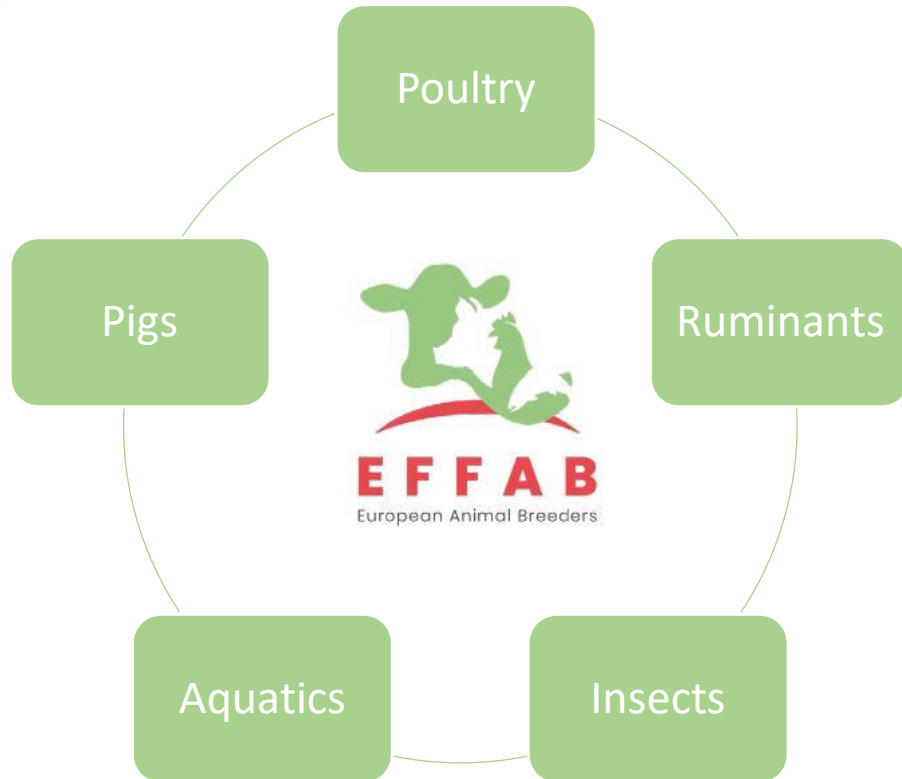 Poultry
Pigs
Ruminants
EFFAB
European Animal Breeders
Aquatics
Insects